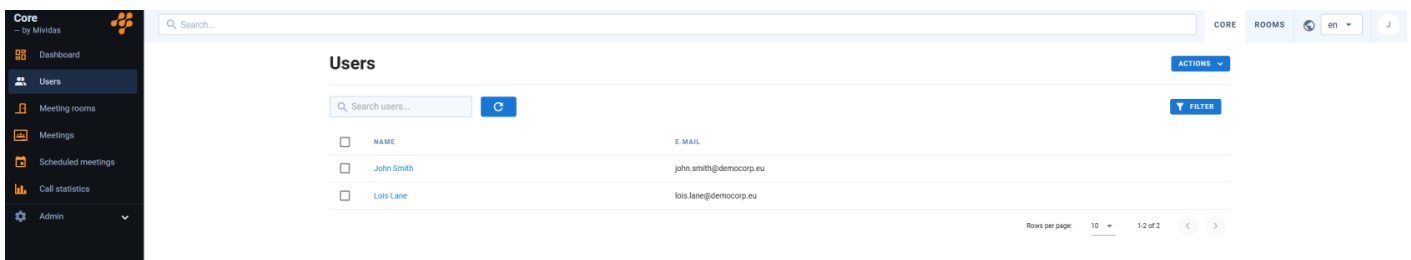 Core
— by Mividas
Search...
CORE
ROOMS
en
J
Dashboard
Users
Meeting rooms
Meetings
Scheduled meetings
Call statistics
Admin
Users
ACTIONS
Search users...
FILTER
NAME E-MAIL
John Smith john.smith@democorp.eu
Lois Lane lois.lane@democorp.eu
Rows per page: 10 1-2 of 2